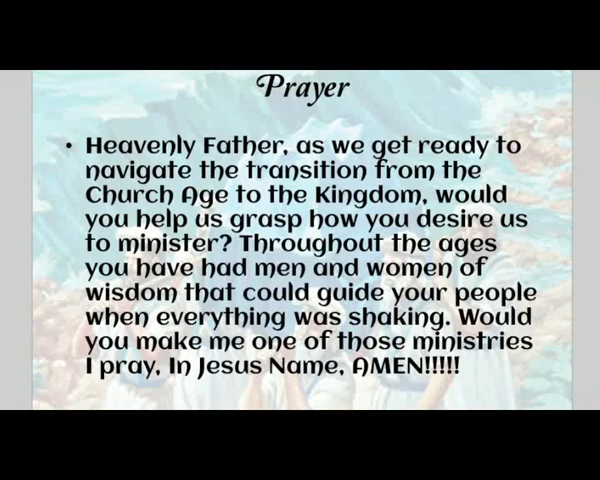 Prayer
• Heavenly Father, as we get ready to
navigate the transition from the
Church Age to the Kingdom, would
you help us grasp how you desire us
to minister? Throughout the ages
you have had men and women of
wisdom that could guide your people
when everything was shaking. Would
you make me one of those ministries
I pray, In Jesus Name, AMEN!!!!!